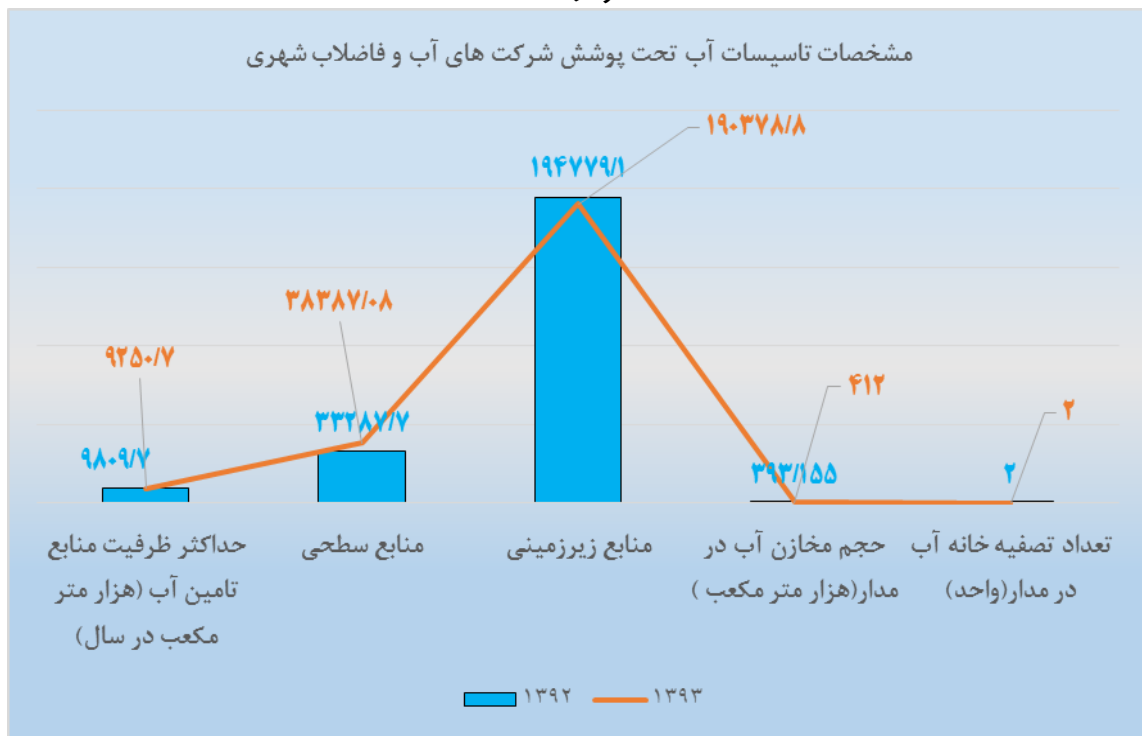 مشخصات تاسیسات آب تحت پوشش شرکت های آب و فاضلاب شهری
۱۹۰۳۷۸/۸
۱۹۴۷۷۹/۱
۳۸۳۸۷/۰۸
۹۲۵۰/۷
۴۱۲
۲
۳۳۲۸۷/۷
۹۸۰۹/۷
۳۹۳/۱۵۵
۲
حداکثر ظرفیت منابع
تامین آب (هزار متر
مکعب در سال)
منابع سطحی
منابع زیرزمینی
حجم مخازن آب در
مدار(هزار متر مکعب )
تعداد تصفیه خانه آب
در مدار(واحد)
۱۳۹۲
۱۳۹۳